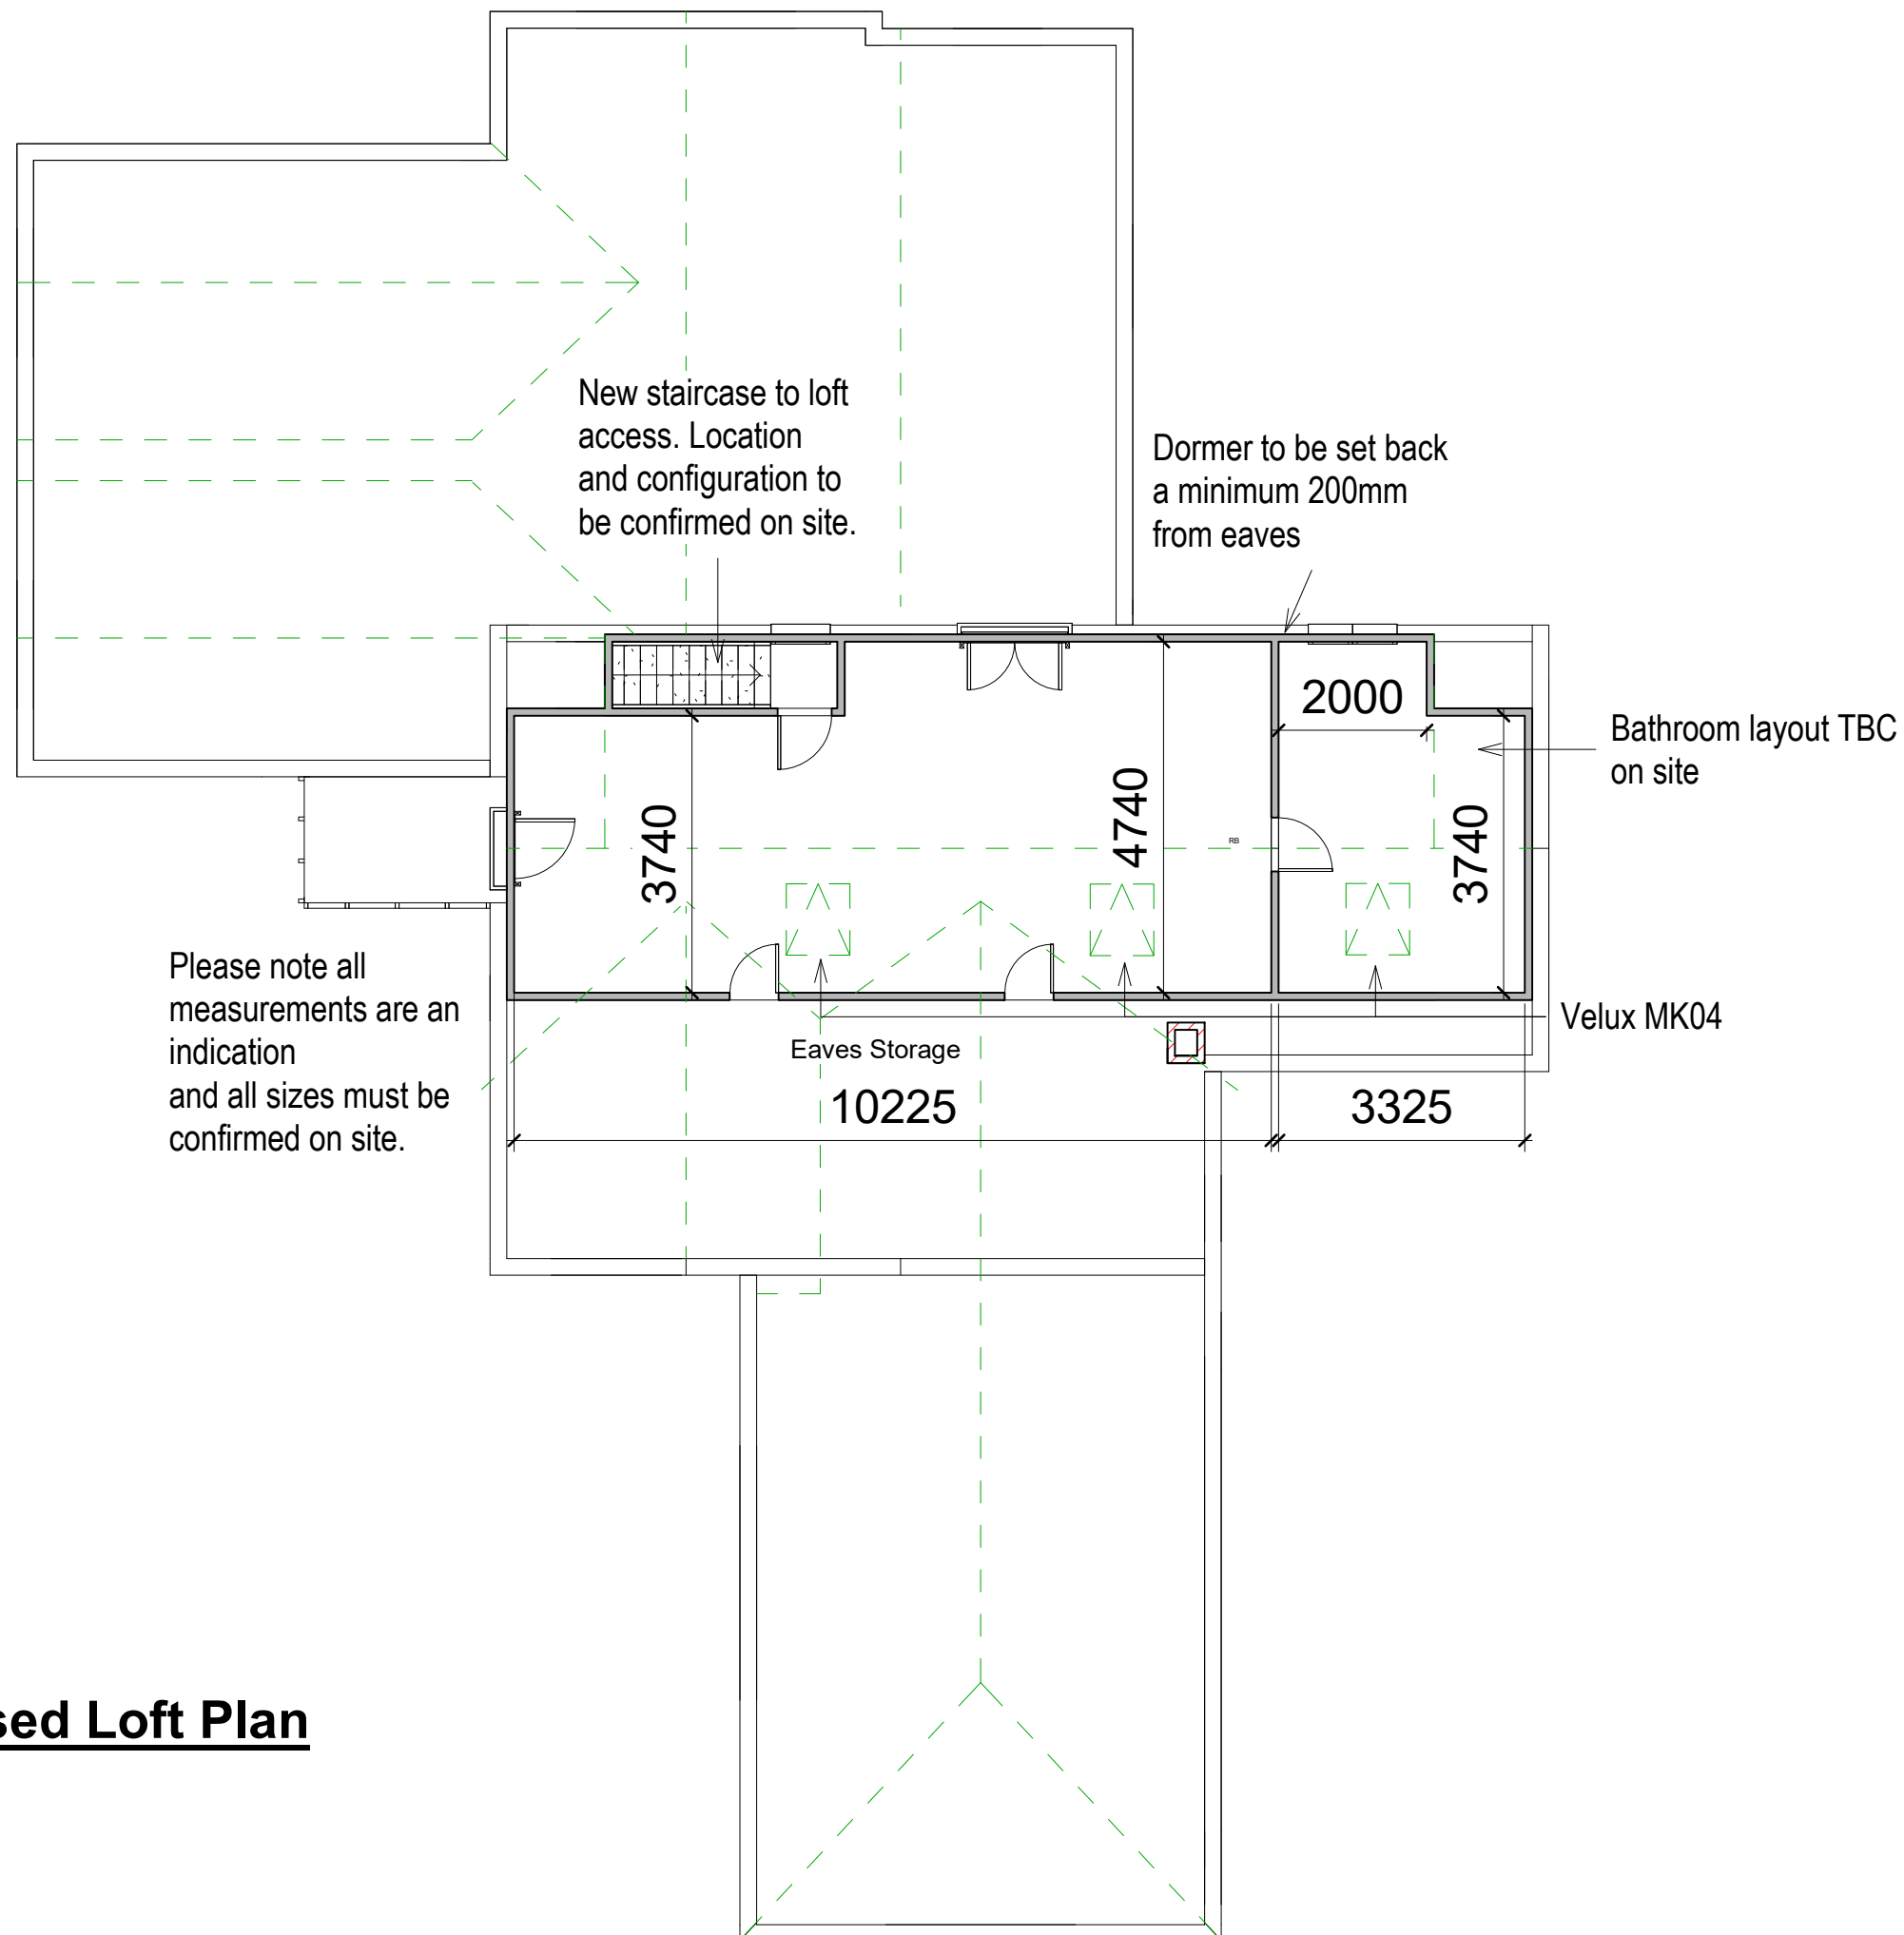 New staircase to loft
access. Location
and configuration to
be confirmed on site.
Dormer to be set back
a minimum 200mm
from eaves
2000
Bathroom layout TBC
on site
3740
4740
3740
RB
Please note all
measurements are an
indication
and all sizes must be
confirmed on site.
Velux MK04
Eaves Storage
10225
3325
sed Loft Plan